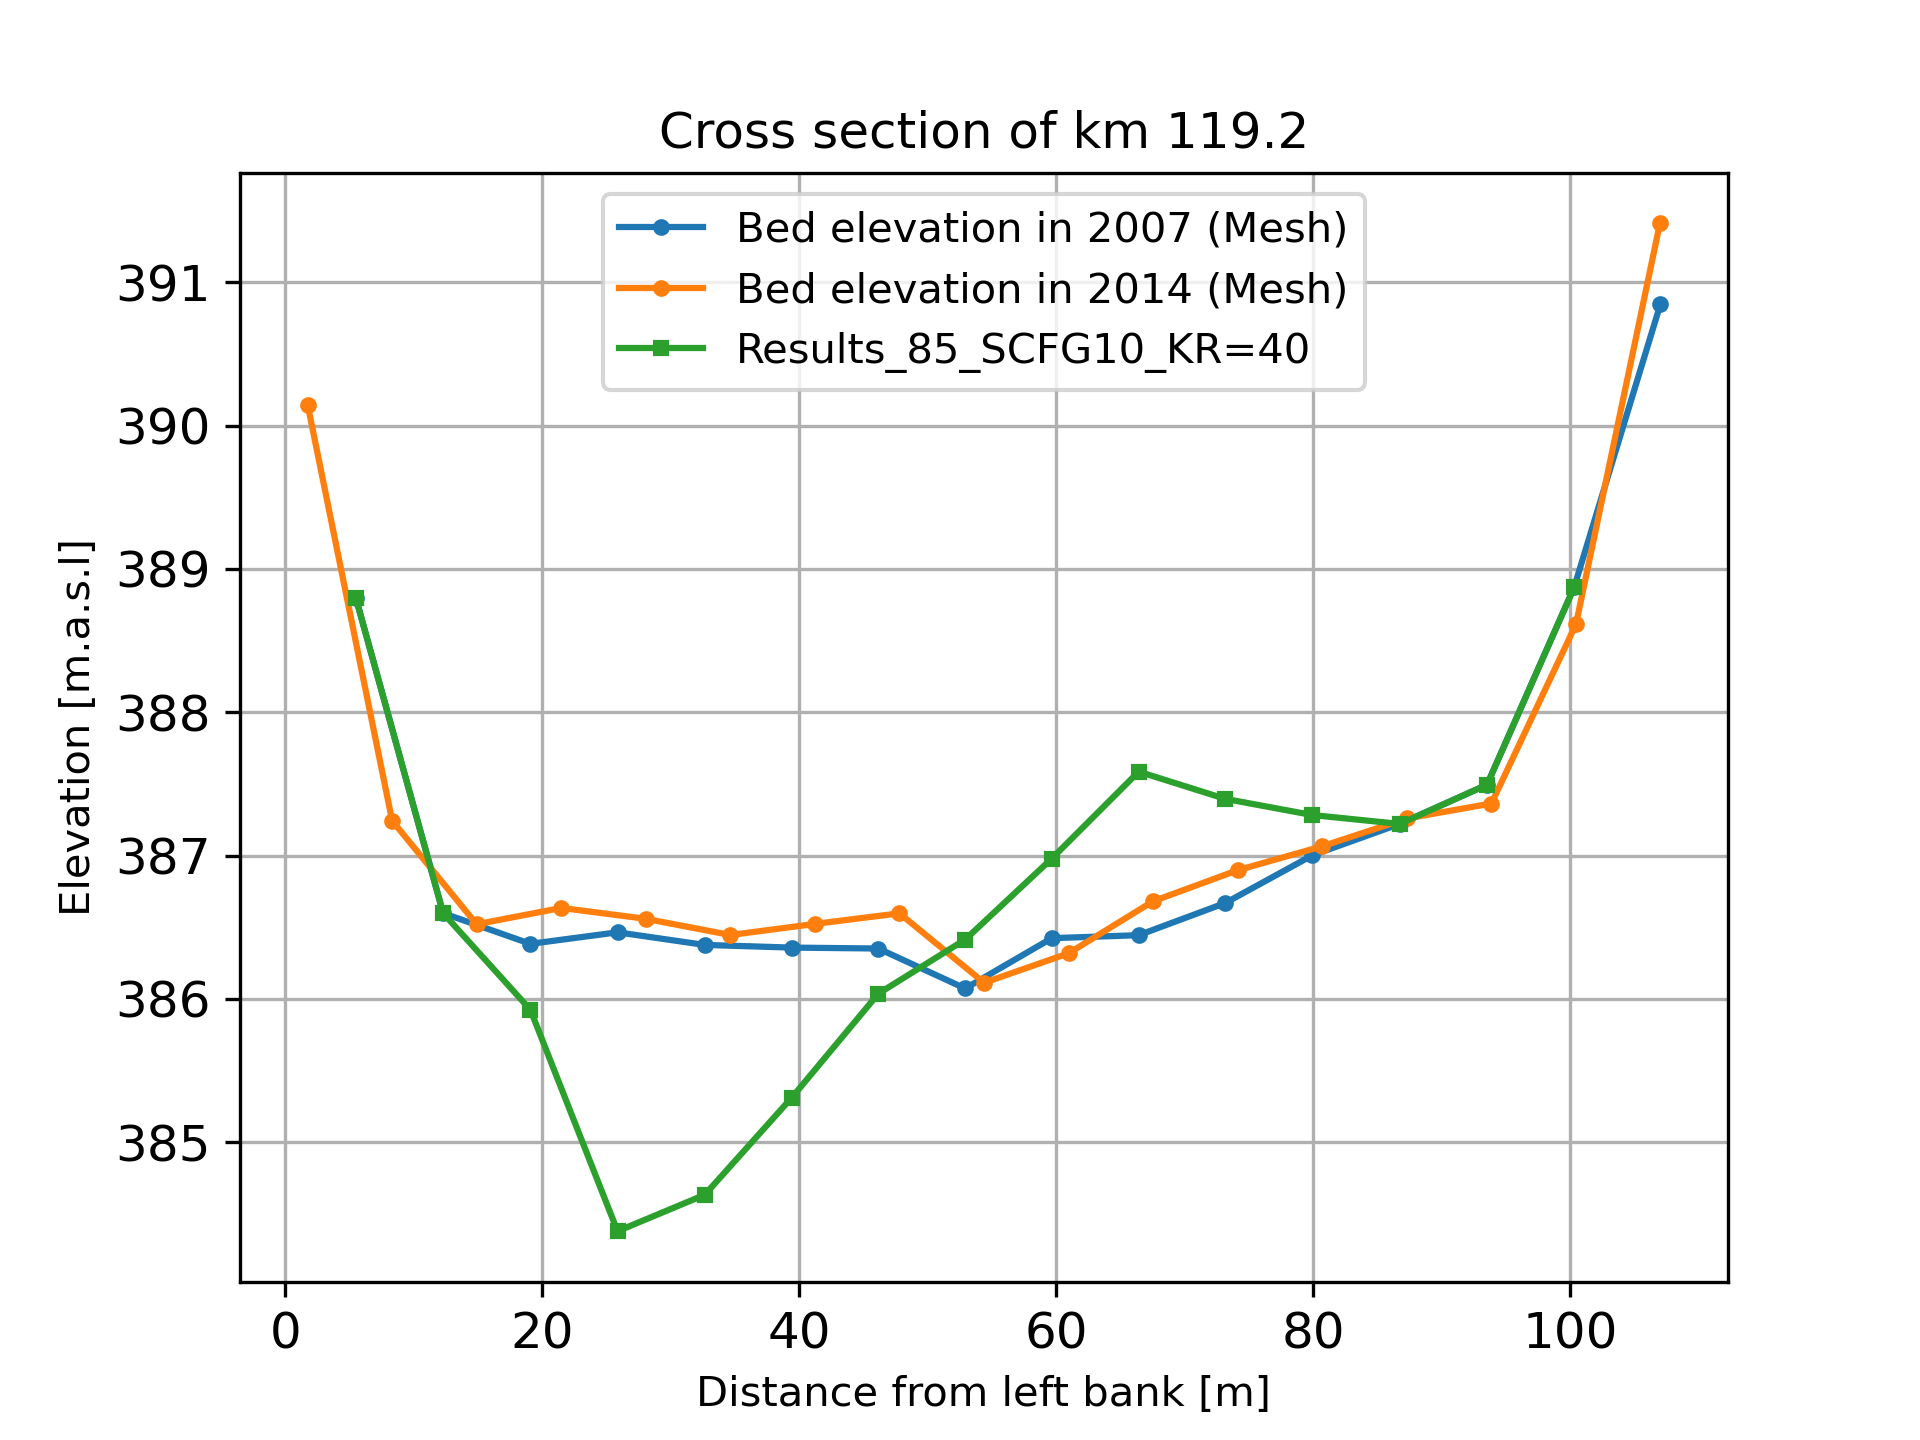 Cross section of km 119.2
Bed elevation in 2007 (Mesh)
Bed elevation in 2014 (Mesh)
Results_85_SCFG10_KR=40
Elevation [m.a.s.l]
391
390
389
388
387
386
385
0 20 40 60 80 100
Distance from left bank [m]